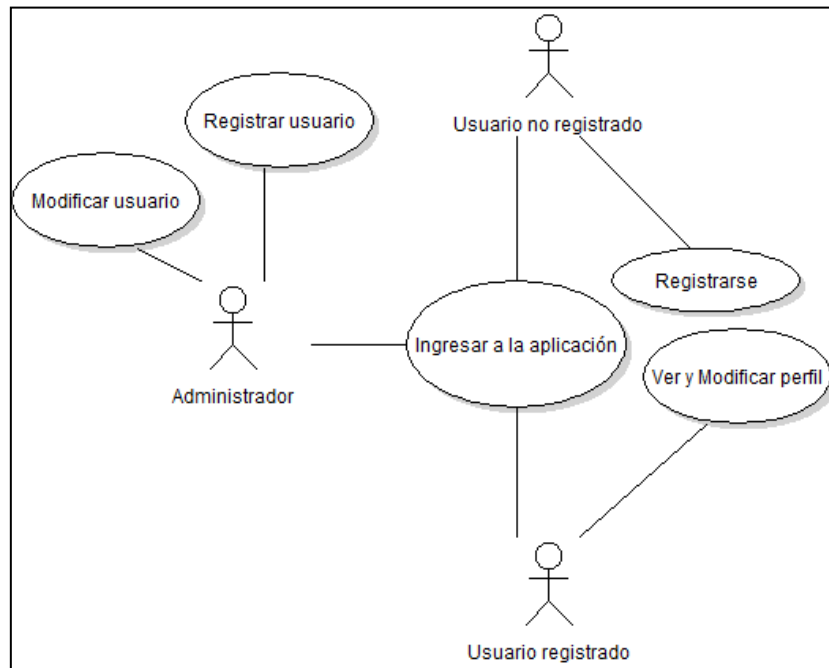 Usuario no registrado
Registrar usuario
Modificar usuario
Registrarse
Ingresar a la aplicación
Ver y Modificar perfil
Administrador
Usuario registrado